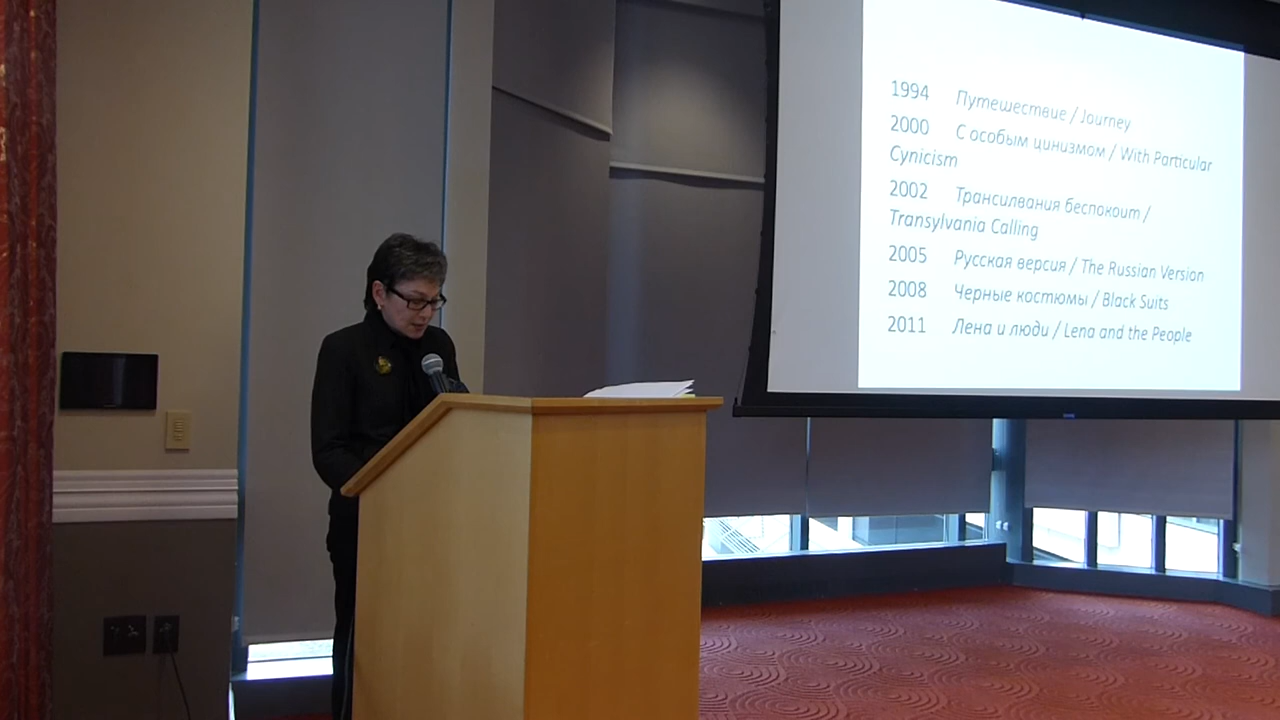 1994 Путешествие / Journey
2000 С особым цинизмом / With Particular
Cynicism
2002 Трансилвания беспокоит /
Transylvania Calling
2005 Русская версия / The Russian Version
2008 Черные костюмы / Black Suits
2011 Лена и люди / Lena and the People